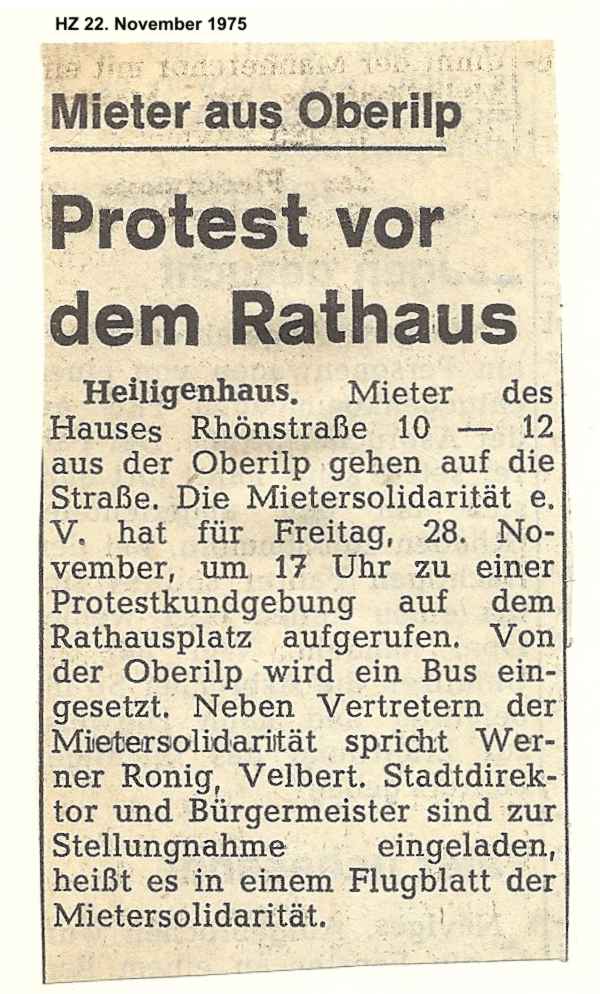 HZ 22. November 1975
Mieter aus Oberilp
Protest vor
dem Rathaus
Heiligenhaus. Mieter des
Hauses Rhönstraße 10 — 12
aus der Oberilp gehen auf die
Straße. Die Mietersolidarität e.
V. hat für Freitag, 28. No-
vember, um 17 Uhr zu einer
Protestkundgebung auf dem
Rathausplatz aufgerufen. Von
der Oberilp wird ein Bus ein-
gesetzt. Neben Vertretern der
Mietersolidarität spricht Wer-
ner Ronig, Velbert. Stadtdirek-
tor und Bürgermeister sind zur
Stellungnahme eingeladen,
heißt es in einem Flugblatt der
Mietersolidarität.